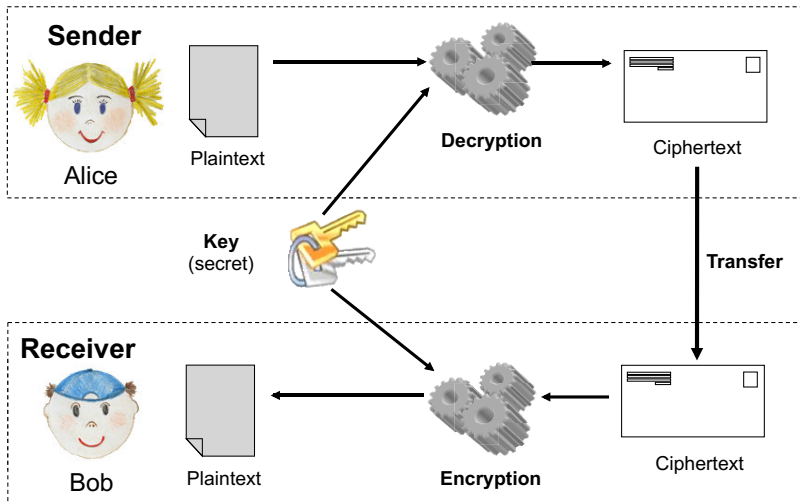 Sender
Alice
Plaintext
Decryption
Ciphertext
Key
(secret)
Transfer
Receiver
Bob
Plaintext
Encryption
Ciphertext